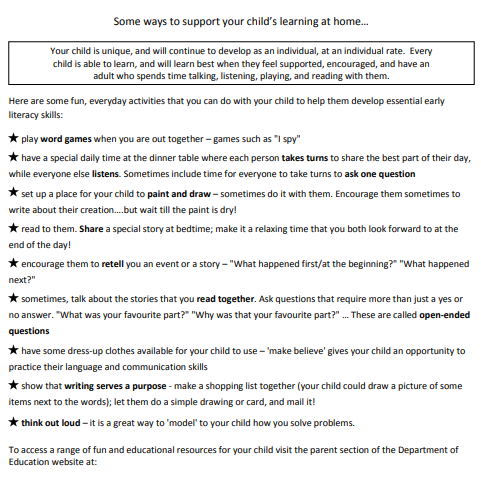 Some ways to support your child's learning at home…
Your child is unique, and will continue to develop as an individual, at an individual rate.  Every
child is able to learn, and will learn best when they feel supported, encouraged, and have an
adult who spends time talking, listening, playing, and reading with them.
Here are some fun, everyday activities that you can do with your child to help them develop essential early
literacy skills:
★ play word games when you are out together – games such as "I spy"
★ have a special daily time at the dinner table where each person takes turns to share the best part of their day,
while everyone else listens. Sometimes include time for everyone to take turns to ask one question
★ set up a place for your child to paint and draw – sometimes do it with them. Encourage them sometimes to
write about their creation....but wait till the paint is dry!
★ read to them. Share a special story at bedtime; make it a relaxing time that you both look forward to at the
end of the day!
★ encourage them to retell you an event or a story – "What happened first/at the beginning?" "What happened
next?"
★ sometimes, talk about the stories that you read together. Ask questions that require more than just a yes or
no answer. "What was your favourite part?" "Why was that your favourite part?" ... These are called open-ended
questions
★ have some dress-up clothes available for your child to use – 'make believe' gives your child an opportunity to
practice their language and communication skills
★ show that writing serves a purpose - make a shopping list together (your child could draw a picture of some
items next to the words); let them do a simple drawing or card, and mail it!
★ think out loud – it is a great way to 'model' to your child how you solve problems.
To access a range of fun and educational resources for your child visit the parent section of the Department of
Education website at: